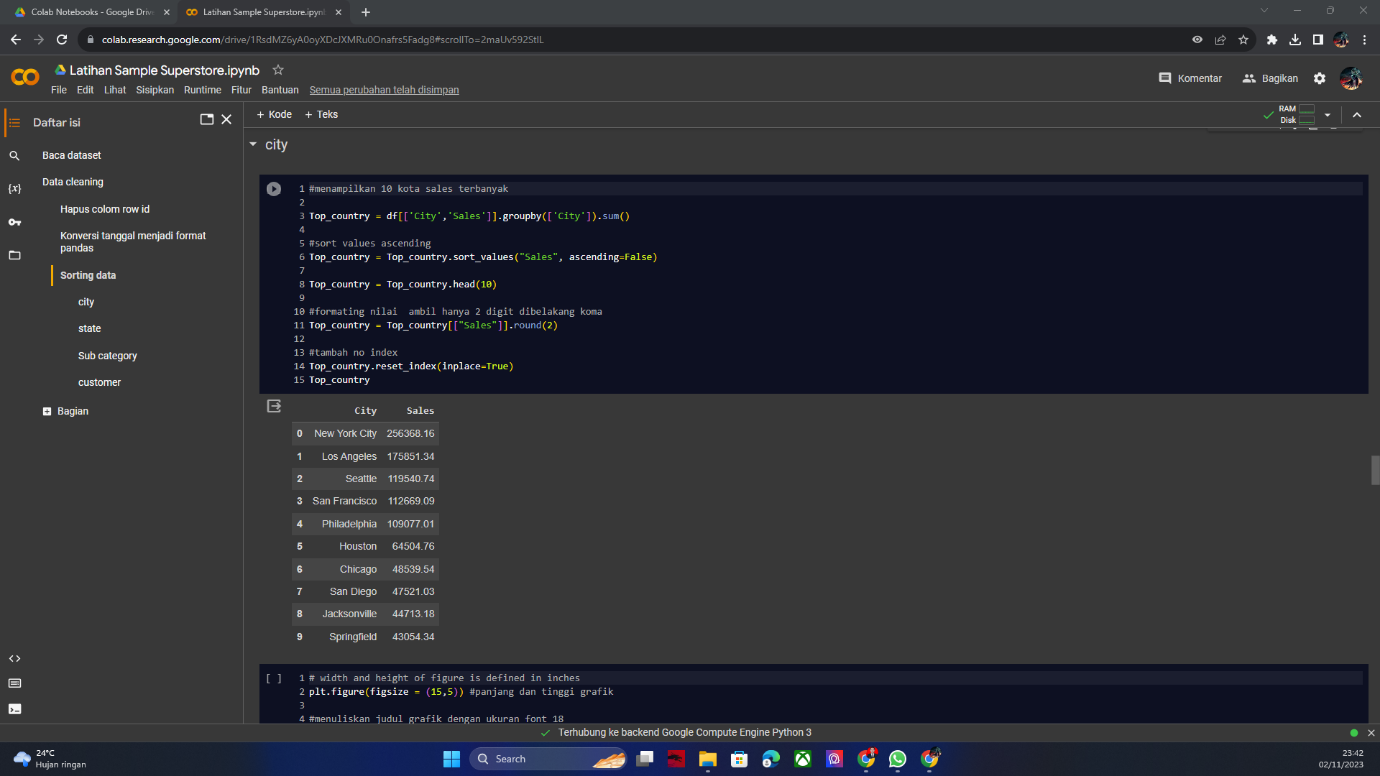 Colab Notebooks - Google Drive
Latihan Sample Superstore.ipynb
colab.research.google.com/drive/1RsdMZ6yA0oyXDcJXMRu0Onafrs5Fadg8#scrollTo=2maUv592StlL
Latihan Sample Superstore.ipynb
File Edit Lihat Sisipkan Runtime Fitur Bantuan Semua perubahan telah disimpan
Komentar
Bagikan
Daftar isi
Baca dataset
Data cleaning
Hapus colom row id
Konversi tanggal menjadi format
pandas
Sorting data
city
state
Sub category
customer
Bagian
+ Kode + Teks
RAM
Disk
city
1 #menampilkan 10 kota sales terbanyak
2
3 Top_country = df[['City','Sales']].groupby(['City']).sum()
4
5 #sort values ascending
6 Top_country = Top_country.sort_values("Sales", ascending=False)
7
8 Top_country = Top_country.head(10)
9
10 #formating nilai  ambil hanya 2 digit dibelakang koma
11 Top_country = Top_country[["Sales"]].round(2)
12
13 #tambah no index
14 Top_country.reset_index(inplace=True)
15 Top_country
City Sales
0 New York City 256368.16
1 Los Angeles 175851.34
2 Seattle 119540.74
3 San Francisco 112669.09
4 Philadelphia 109077.01
5 Houston 64504.76
6 Chicago 48539.54
7 San Diego 47521.03
8 Jacksonville 44713.18
9 Springfield 43054.34
[ ] 1 # width and height of figure is defined in inches
2 plt.figure(figsize = (15,5)) #panjang dan tinggi grafik
3
4 #menuliskan judul grafik dengan ukuran font 18
Terhubung ke backend Google Compute Engine Python 3
24°C
Hujan ringan
Search
23:42
02/11/2023